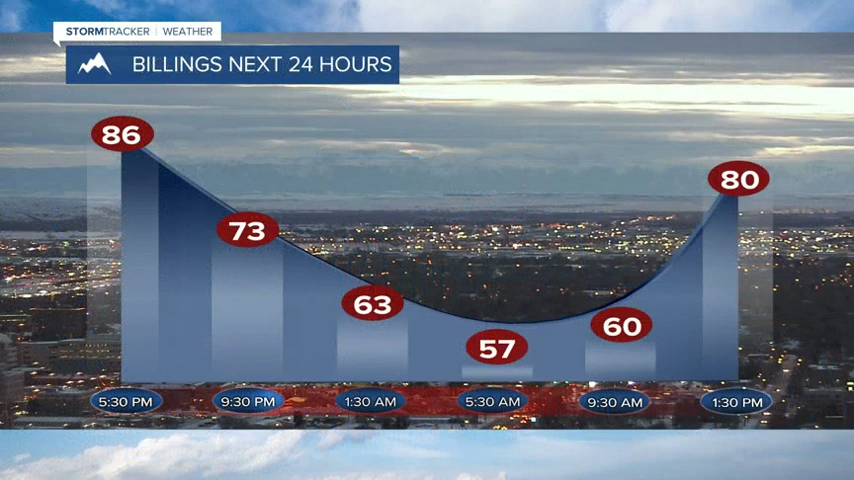 STORMTRACKER | WEATHER
BILLINGS NEXT 24 HOURS
86
73
63
57
60
80
5:30 PM
9:30 PM
1:30 AM
5:30 AM
9:30 AM
1:30 PM